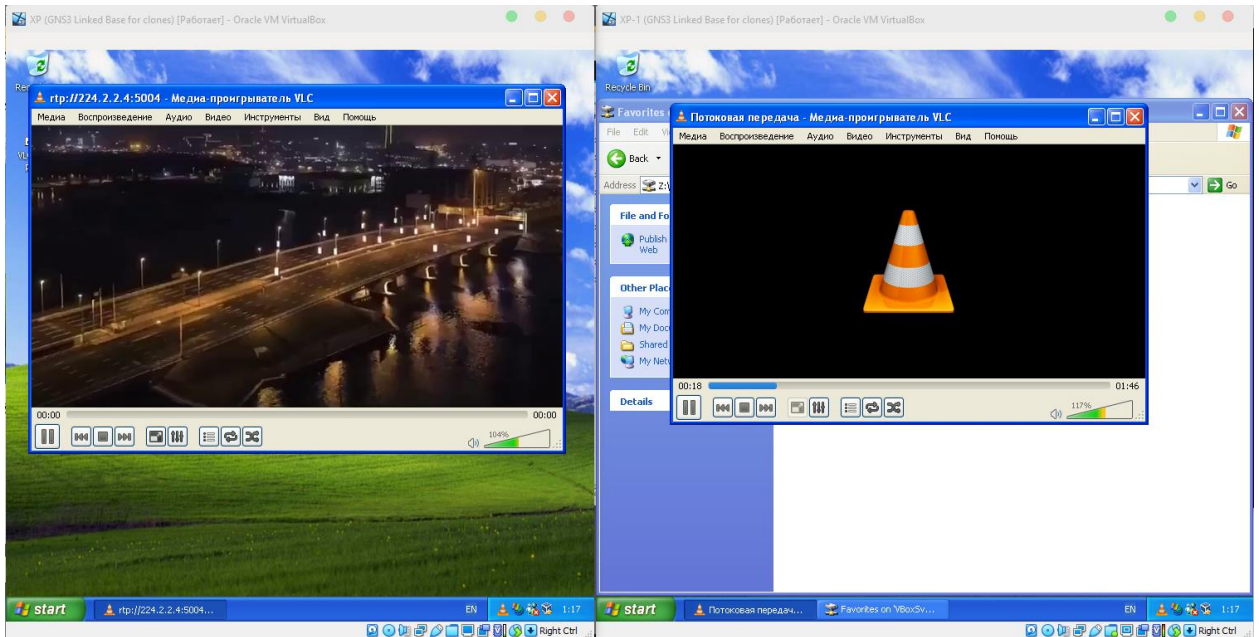 XP (GNS3 Linked Base for clones) [Работает] - Oracle VM VirtualBox
rtp://224.2.2.4:5004 - Медиа-проигрыватель VLC
Медиа Воспроизведение Аудио Видео Инструменты Вид Помощь
00:00 00:00
104%
start rtp://224.2.2.4:5004... EN 1:17
Right Ctrl
XP-1 (GNS3 Linked Base for clones) [Работает] - Oracle VM VirtualBox
Recycle Bin
Favorites
File Edit
Back
Address Z:\ Go
Потоковая передача - Медиа-проигрыватель VLC
Медиа Воспроизведение Аудио Видео Инструменты Вид Помощь
File and Fo
Publish
Web
Other Plac
My Com
My Doc
Shared
My Netw
Details
00:18 01:46
117%
start Потоковая передач... Favorites on 'VBoxSv... EN 1:17
Right Ctrl